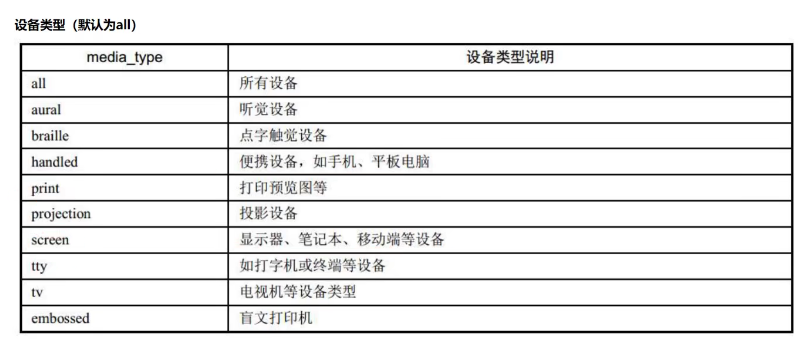 设备类型（默认为all）
media_type 设备类型说明
all 所有设备
aural 听觉设备
braille 点字触觉设备
handled 便携设备，如手机、平板电脑
print 打印预览图等
projection 投影设备
screen 显示器、笔记本、移动端等设备
tty 如打字机或终端等设备
tv 电视机等设备类型
embossed 盲文打印机